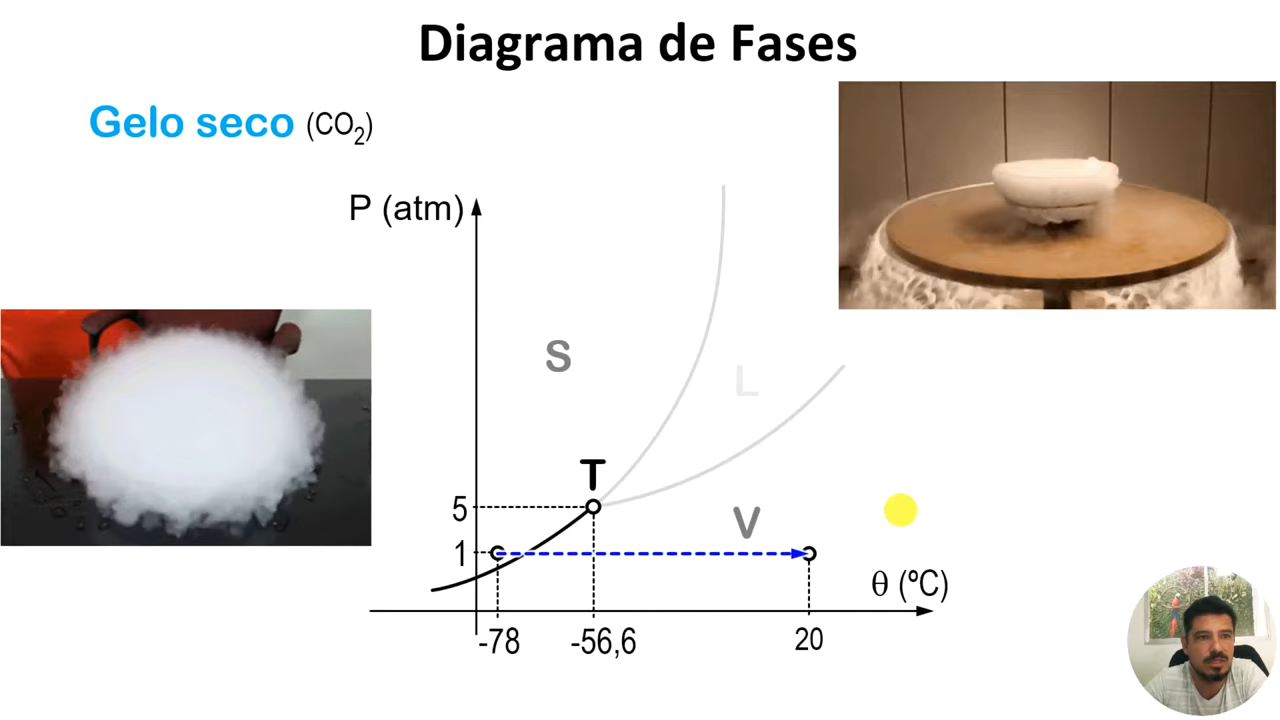 Diagrama de Fases
Gelo seco (CO₂)
P (atm)
S
L
T
5
V
1
θ (ºC)
-78
-56,6
20